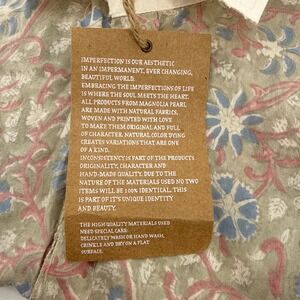 IMPERFECTION IS OUR AESTHETIC
IN AN IMPERMANENT, EVER CHANGING,
BEAUTIFUL WORLD.
EMBRACING THE IMPERFECTIONS OF LIFE
IS WHERE THE SOUL MEETS THE HEART.
ALL PRODUCTS FROM MAGNOLIA PEARL
ARE MADE WITH NATURAL FABRICS,
WOVEN AND PRINTED WITH LOVE
TO MAKE THEM ORIGINAL AND FULL
OF CHARACTER. NATURAL COLOR DYING
CREATES VARIATIONS THAT ARE ONE
OF A KIND.
INCONSISTENCY IS PART OF THE PRODUCTS
ORIGINALITY, CHARACTER AND
HAND-MADE QUALITY. DUE TO THE
NATURE OF THE MATERIALS USED NO TWO
ITEMS WILL BE 100% IDENTICAL. THIS
IS PART OF IT'S UNIQUE IDENTITY
AND BEAUTY.
THE HIGH QUALITY MATERIALS USED
NEED SPECIAL CARE.
DELICATELY WASH OR HAND WASH,
CRINKLE AND DRY ON A FLAT
SURFACE.